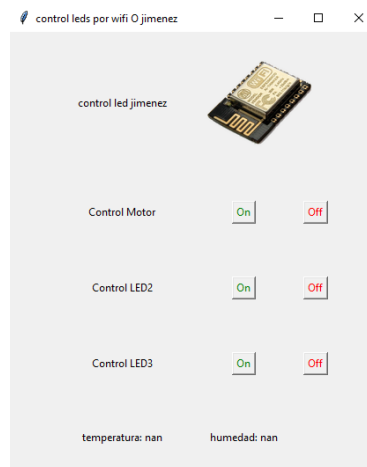 control leds por wifi O jimenez
control led jimenez
Control Motor On Off
Control LED2 On Off
Control LED3 On Off
temperatura: nan humedad: nan